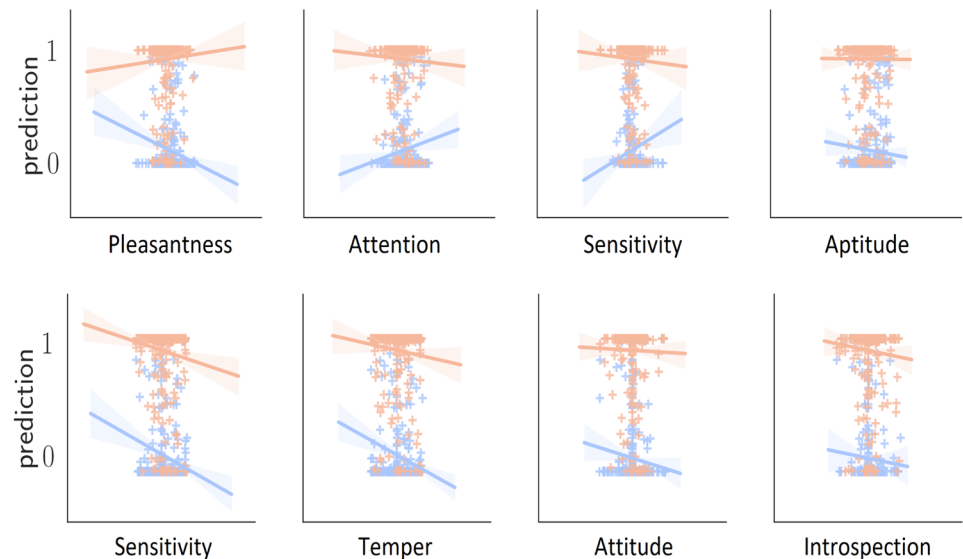 prediction
1
0
Pleasantness
Attention
Sensitivity
Aptitude
prediction
1
0
Sensitivity
Temper
Attitude
Introspection